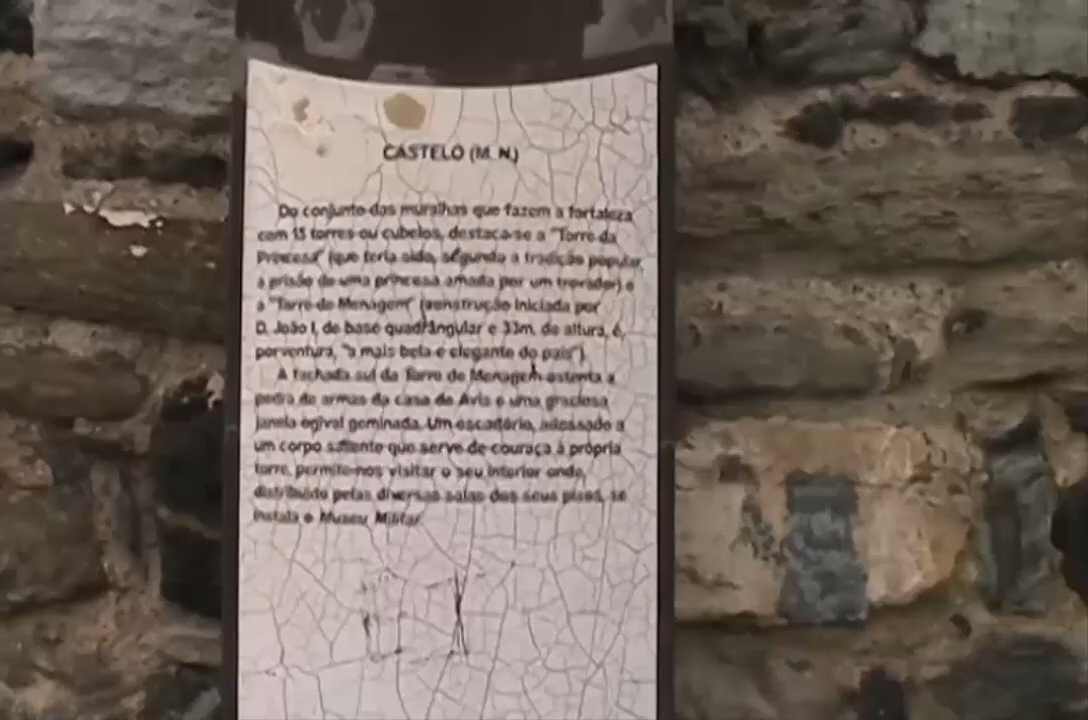 CASTELO (M. N.)
Do conjunto das muralhas que fazem a fortaleza
com 15 torres ou cubelos, destaca-se a "Torre da
Princesa" (que teria sido, segundo a tradição popular,
a prisão de uma princesa amada por um trovador) e
a "Torre de Menagem" (construção iniciada por
D. João I, de base quadrangular e 33m. de altura, é,
porventura, "a mais bela e elegante do país").
A fachada sul da Torre de Menagem ostenta a
pedra de armas da casa de Avis e uma graciosa
janela ogival geminada. Um escadório, adossado a
um corpo saliente que serve de couraça à própria
torre, permite-nos visitar o seu interior onde,
distribuído pelas diversas salas dos seus pisos, se
instala o Museu Militar.